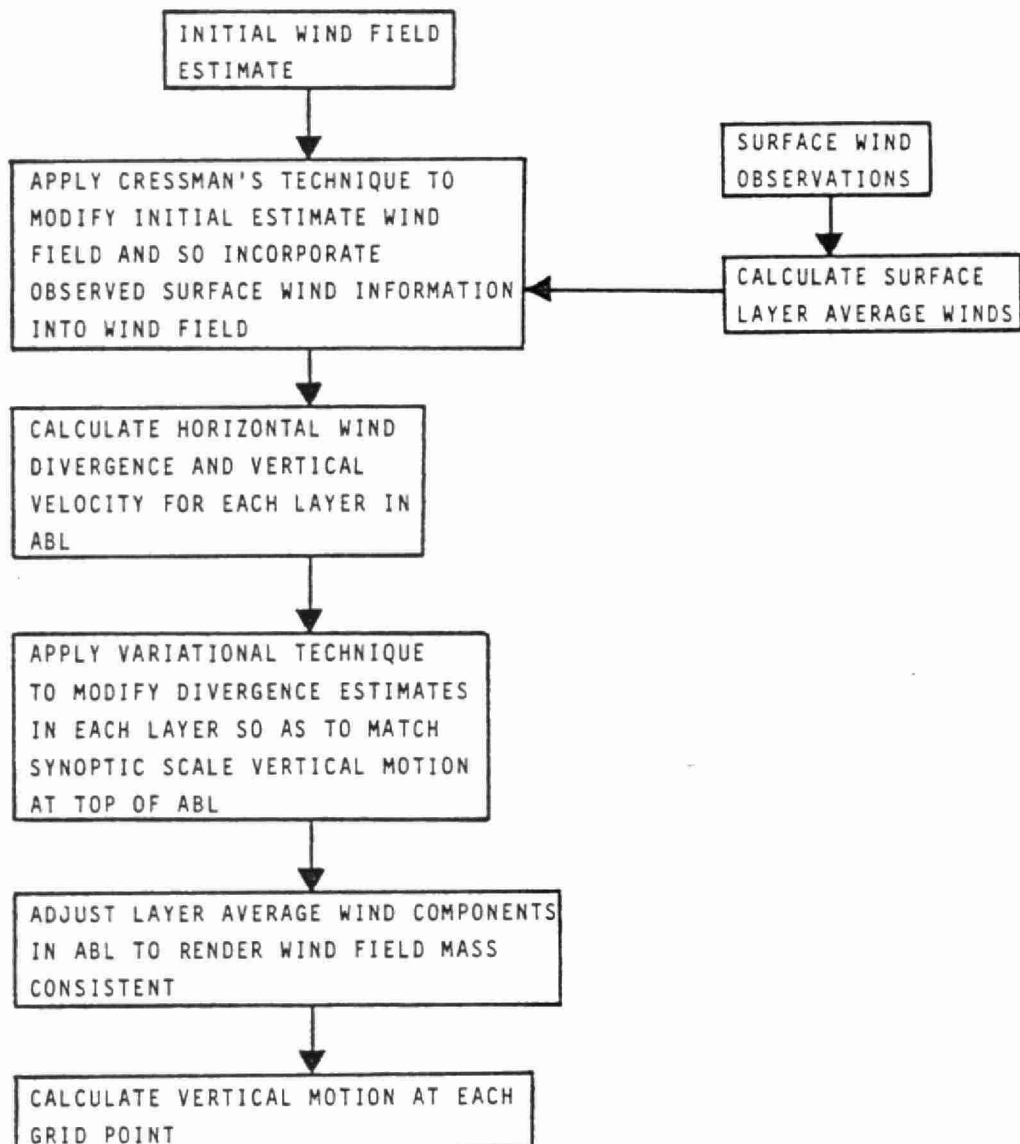 INITIAL WIND FIELD
ESTIMATE
SURFACE WIND
OBSERVATIONS
APPLY CRESSMAN'S TECHNIQUE TO
MODIFY INITIAL ESTIMATE WIND
FIELD AND SO INCORPORATE
OBSERVED SURFACE WIND INFORMATION
INTO WIND FIELD
CALCULATE SURFACE
LAYER AVERAGE WINDS
CALCULATE HORIZONTAL WIND
DIVERGENCE AND VERTICAL
VELOCITY FOR EACH LAYER IN
ABL
APPLY VARIATIONAL TECHNIQUE
TO MODIFY DIVERGENCE ESTIMATES
IN EACH LAYER SO AS TO MATCH
SYNOPTIC SCALE VERTICAL MOTION
AT TOP OF ABL
ADJUST LAYER AVERAGE WIND COMPONENTS
IN ABL TO RENDER WIND FIELD MASS
CONSISTENT
CALCULATE VERTICAL MOTION AT EACH
GRID POINT